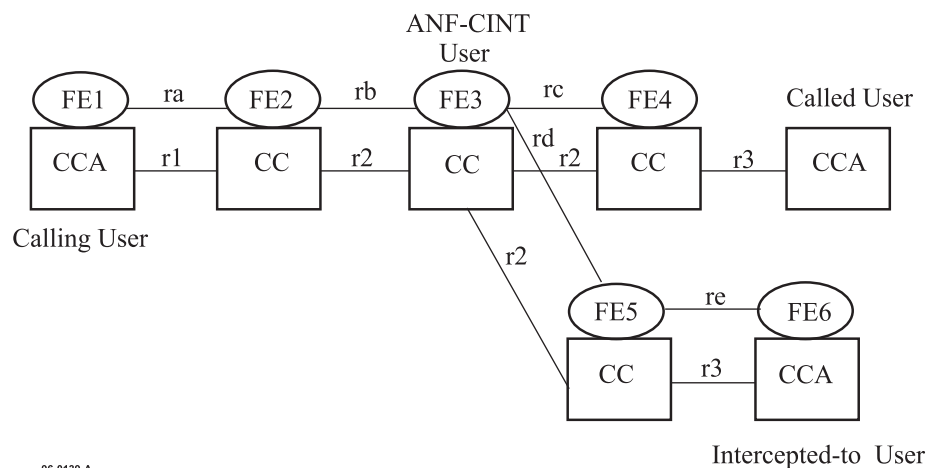 ANF-CINT
User
FE1
ra
FE2
rb
FE3
rc
FE4
Called User
CCA
r1
CC
r2
CC
rd
r2
CC
r3
CCA
Calling User
r2
FE5
re
FE6
CC
r3
CCA
Intercepted-to User